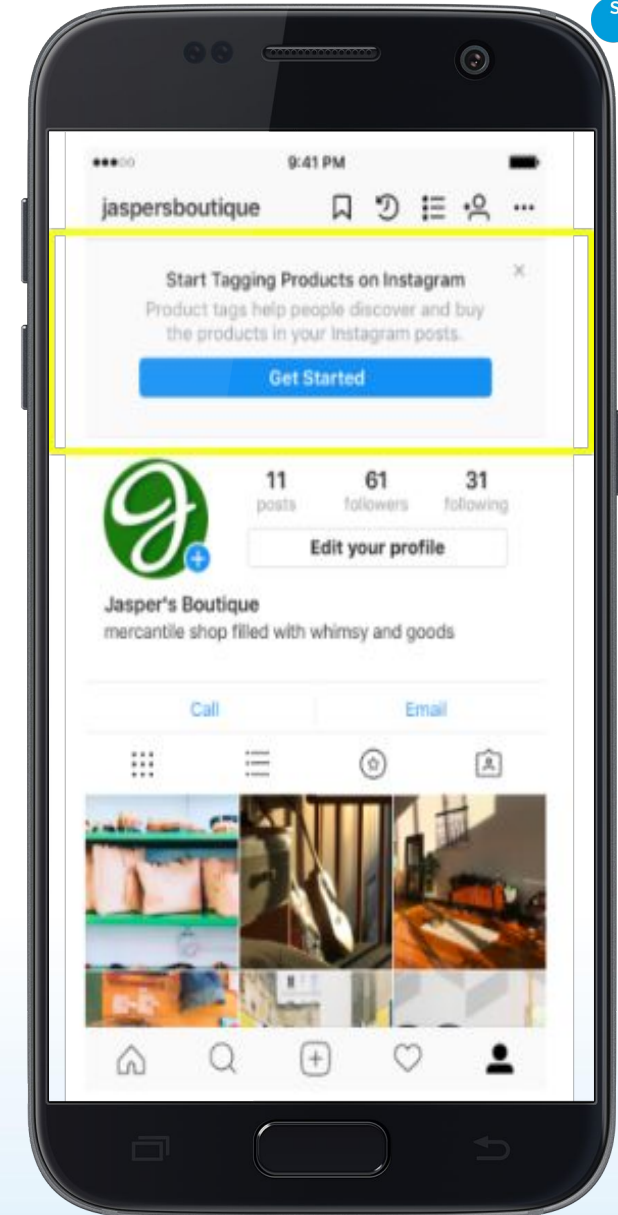 9:41 PM
jaspersboutique
Start Tagging Products on Instagram
Product tags help people discover and buy
the products in your Instagram posts.
Get Started
11 61 31
posts followers following
Edit your profile
Jasper's Boutique
mercantile shop filled with whimsy and goods
Call Email